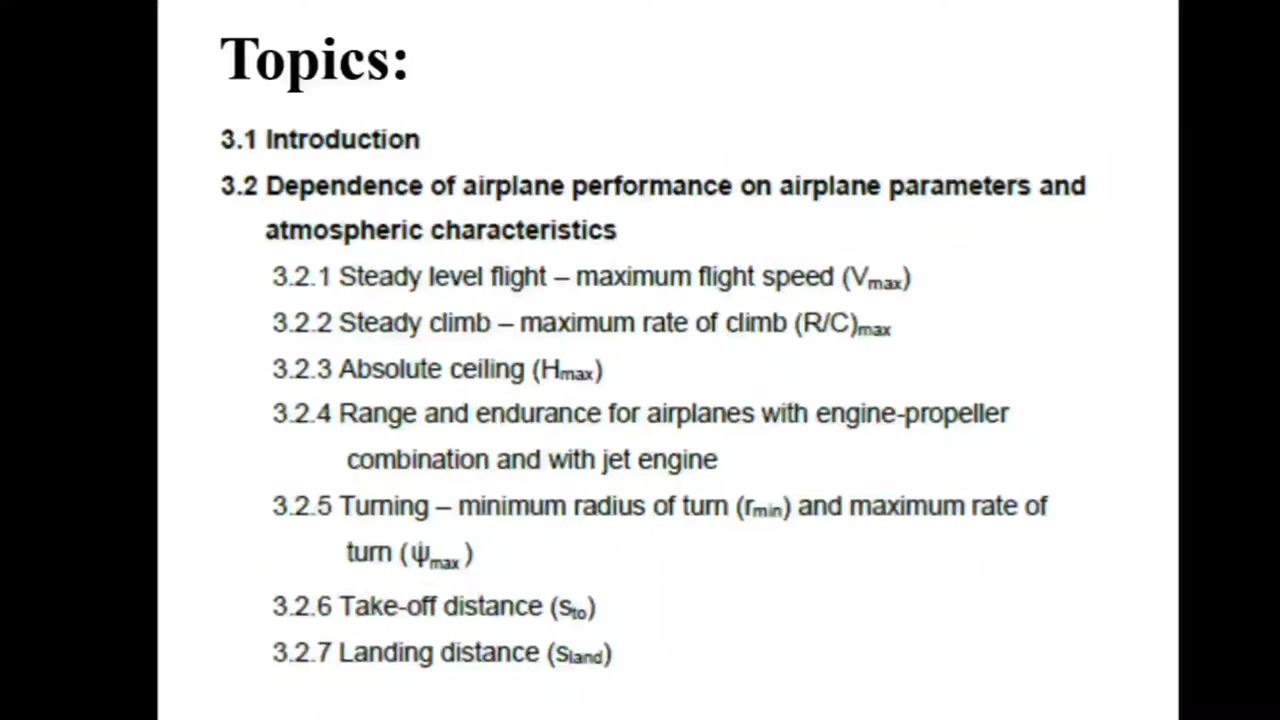 Topics:
3.1 Introduction
3.2 Dependence of airplane performance on airplane parameters and
atmospheric characteristics
3.2.1 Steady level flight – maximum flight speed (Vmax)
3.2.2 Steady climb – maximum rate of climb (R/C)max
3.2.3 Absolute ceiling (Hmax)
3.2.4 Range and endurance for airplanes with engine-propeller
combination and with jet engine
3.2.5 Turning – minimum radius of turn (rmin) and maximum rate of
turn (ψ̇max )
3.2.6 Take-off distance (sto)
3.2.7 Landing distance (sland)